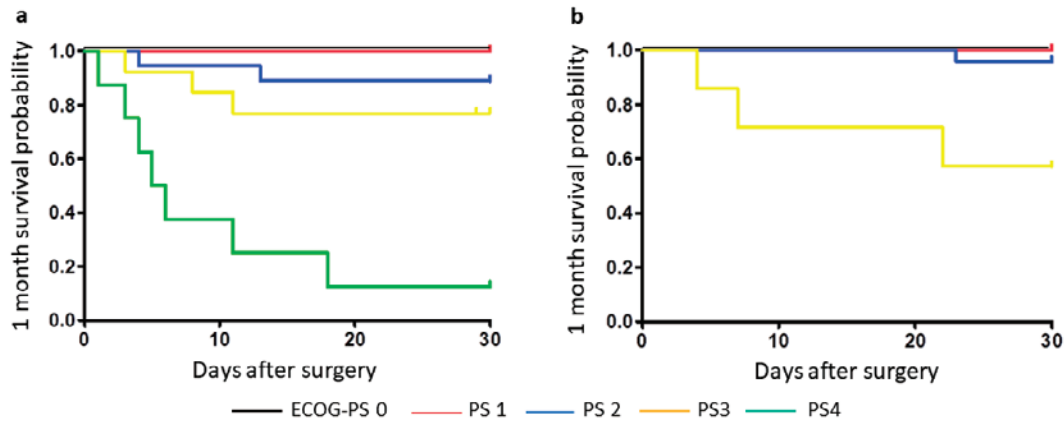 a
1 month survival probability
1.0
0.8
0.6
0.4
0.2
0.0
0 10 20 30
Days after surgery
b
1 month survival probability
1.0
0.8
0.6
0.4
0.2
0.0
0 10 20 30
Days after surgery
ECOG-PS 0 PS 1 PS 2 PS3 PS4